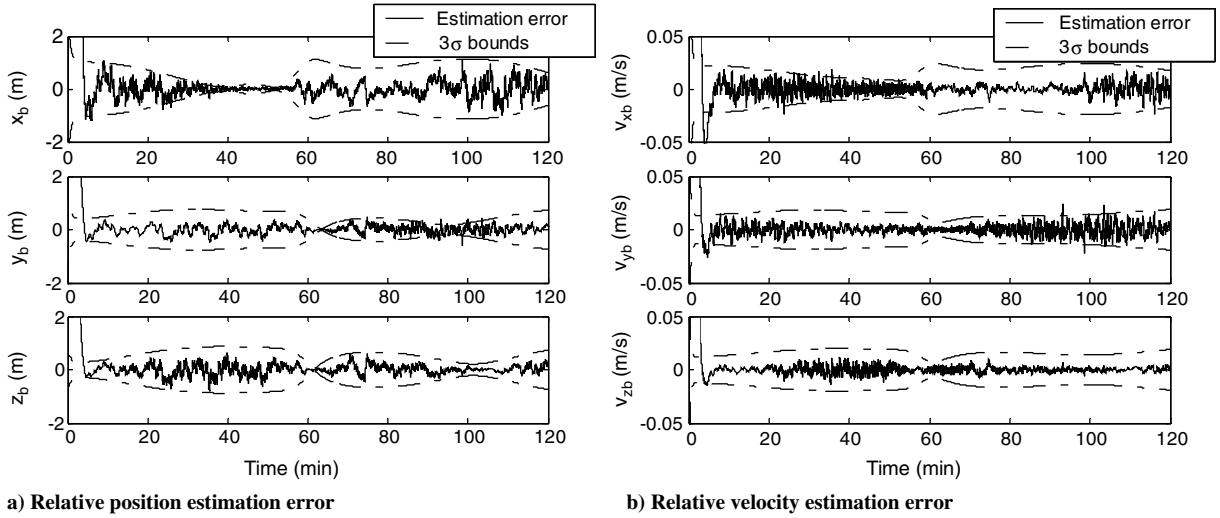 Estimation error
3σ bounds
2
0
-2
x_b (m)
0 20 40 60 80 100 120
2
0
-2
y_b (m)
0 20 40 60 80 100 120
2
0
-2
z_b (m)
0 20 40 60 80 100 120
Time (min)
a) Relative position estimation error
Estimation error
3σ bounds
0.05
0
-0.05
v_xb (m/s)
0 20 40 60 80 100 120
0.05
0
-0.05
v_yb (m/s)
0 20 40 60 80 100 120
0.05
0
-0.05
v_zb (m/s)
0 20 40 60 80 100 120
Time (min)
b) Relative velocity estimation error